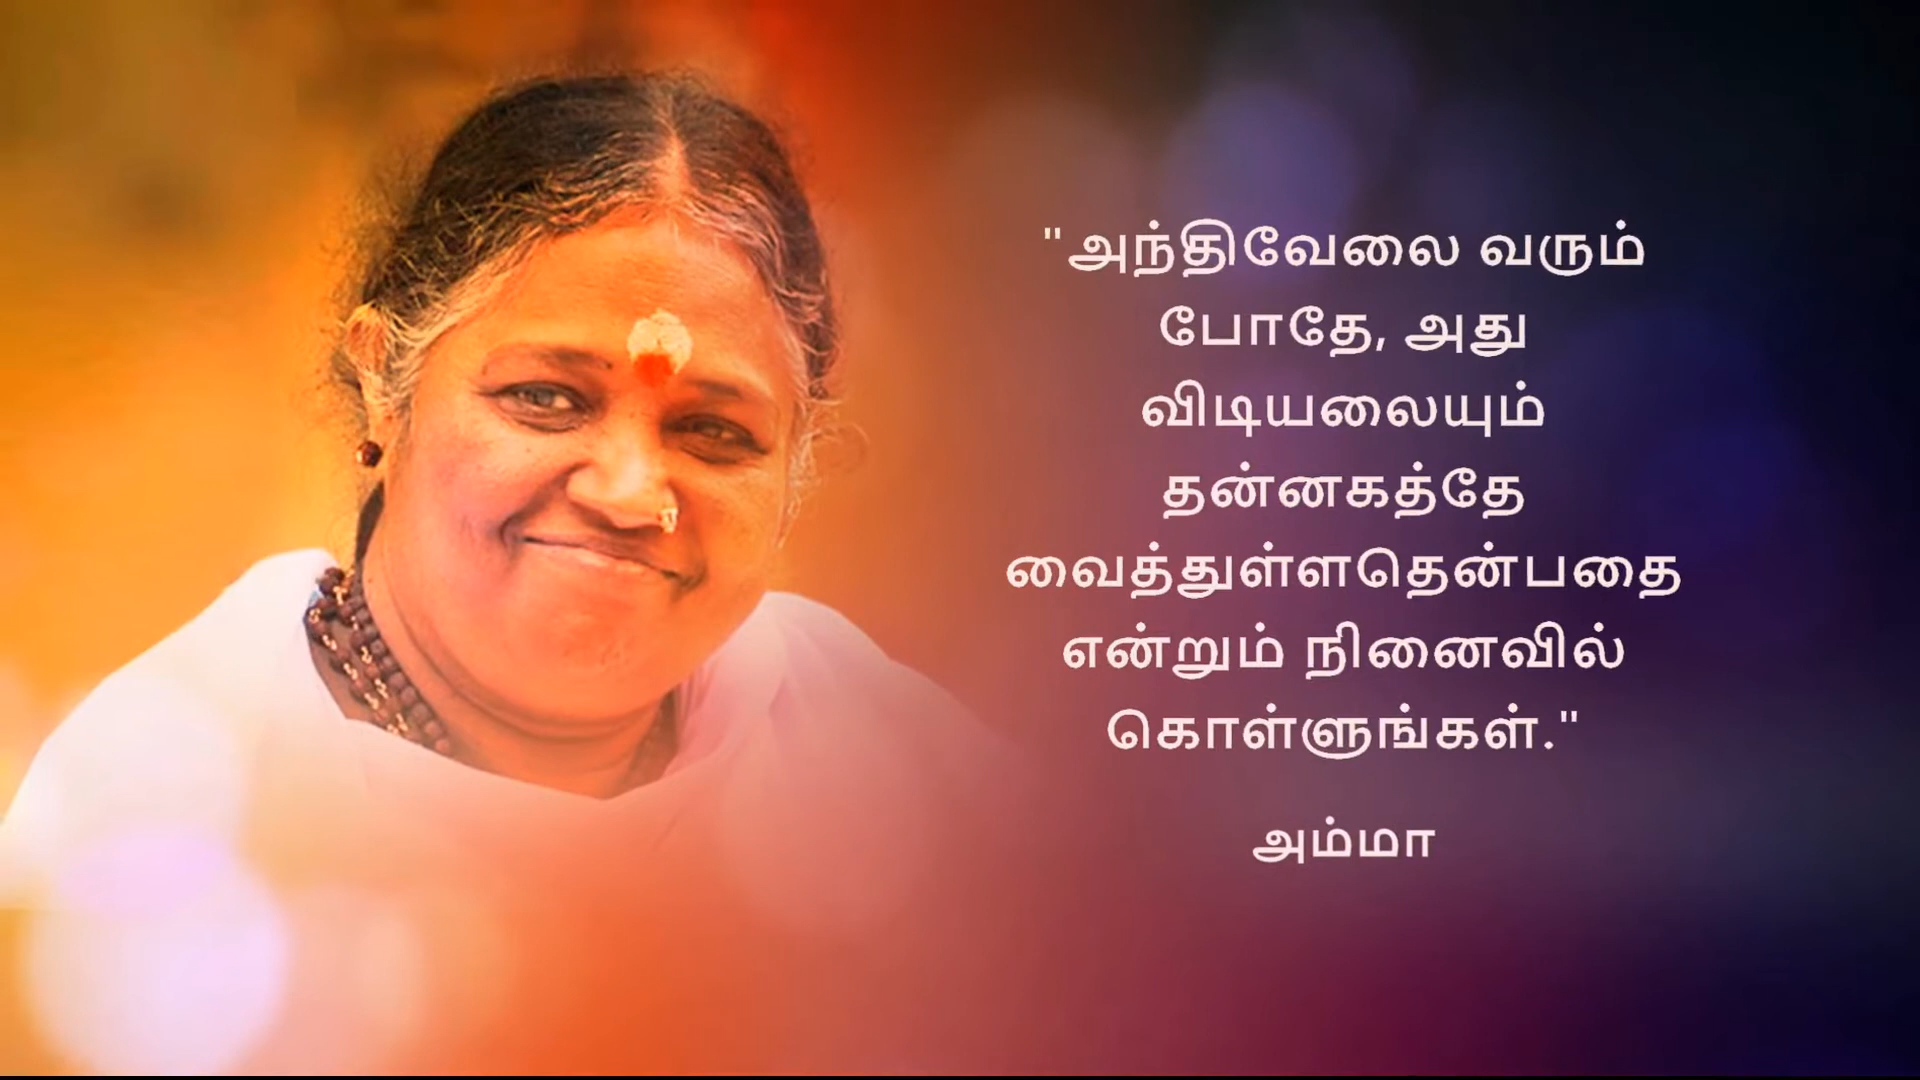 "அந்திவேலை வரும்
போதே, அது
விடியலையும்
தன்னகத்தே
வைத்துள்ளதென்பதை
என்றும் நினைவில்
கொள்ளுங்கள்."
அம்மா